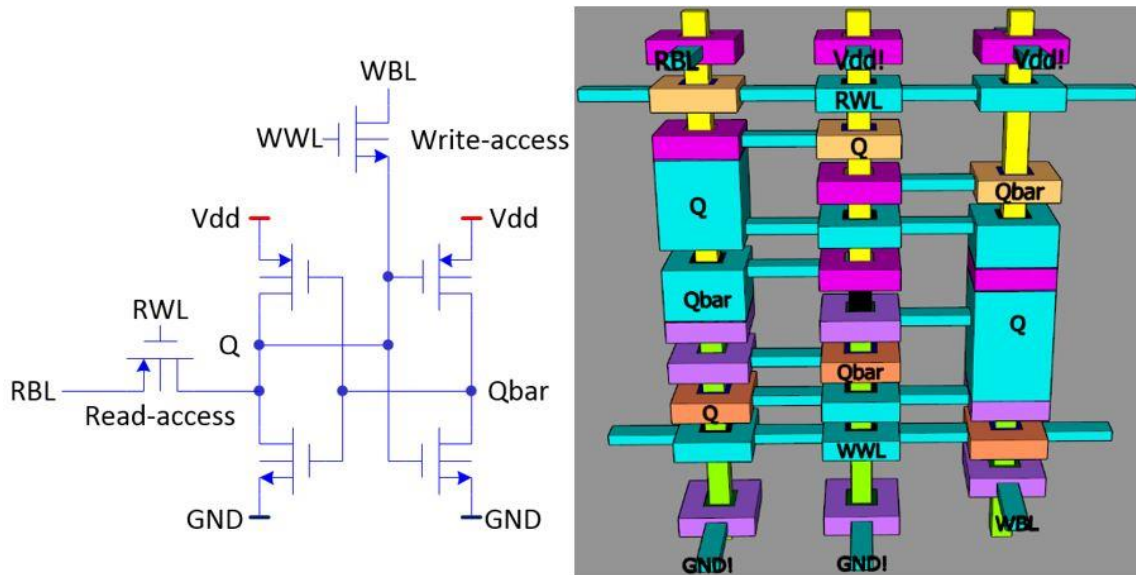 WBL
WWL
Write-access
Vdd
Vdd
RWL
Q
RBL
Qbar
Read-access
GND
GND
RBL
Vdd!
Vdd!
RWL
Q
Qbar
Q
Qbar
Q
Qbar
Q
WWL
WBL
GND!
GND!